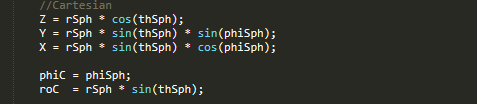 //Cartesian
Z = rSph * cos(thSph);
Y = rSph * sin(thSph) * sin(phiSph);
X = rSph * sin(thSph) * cos(phiSph);
phiC = phiSph;
roC  = rSph * sin(thSph);